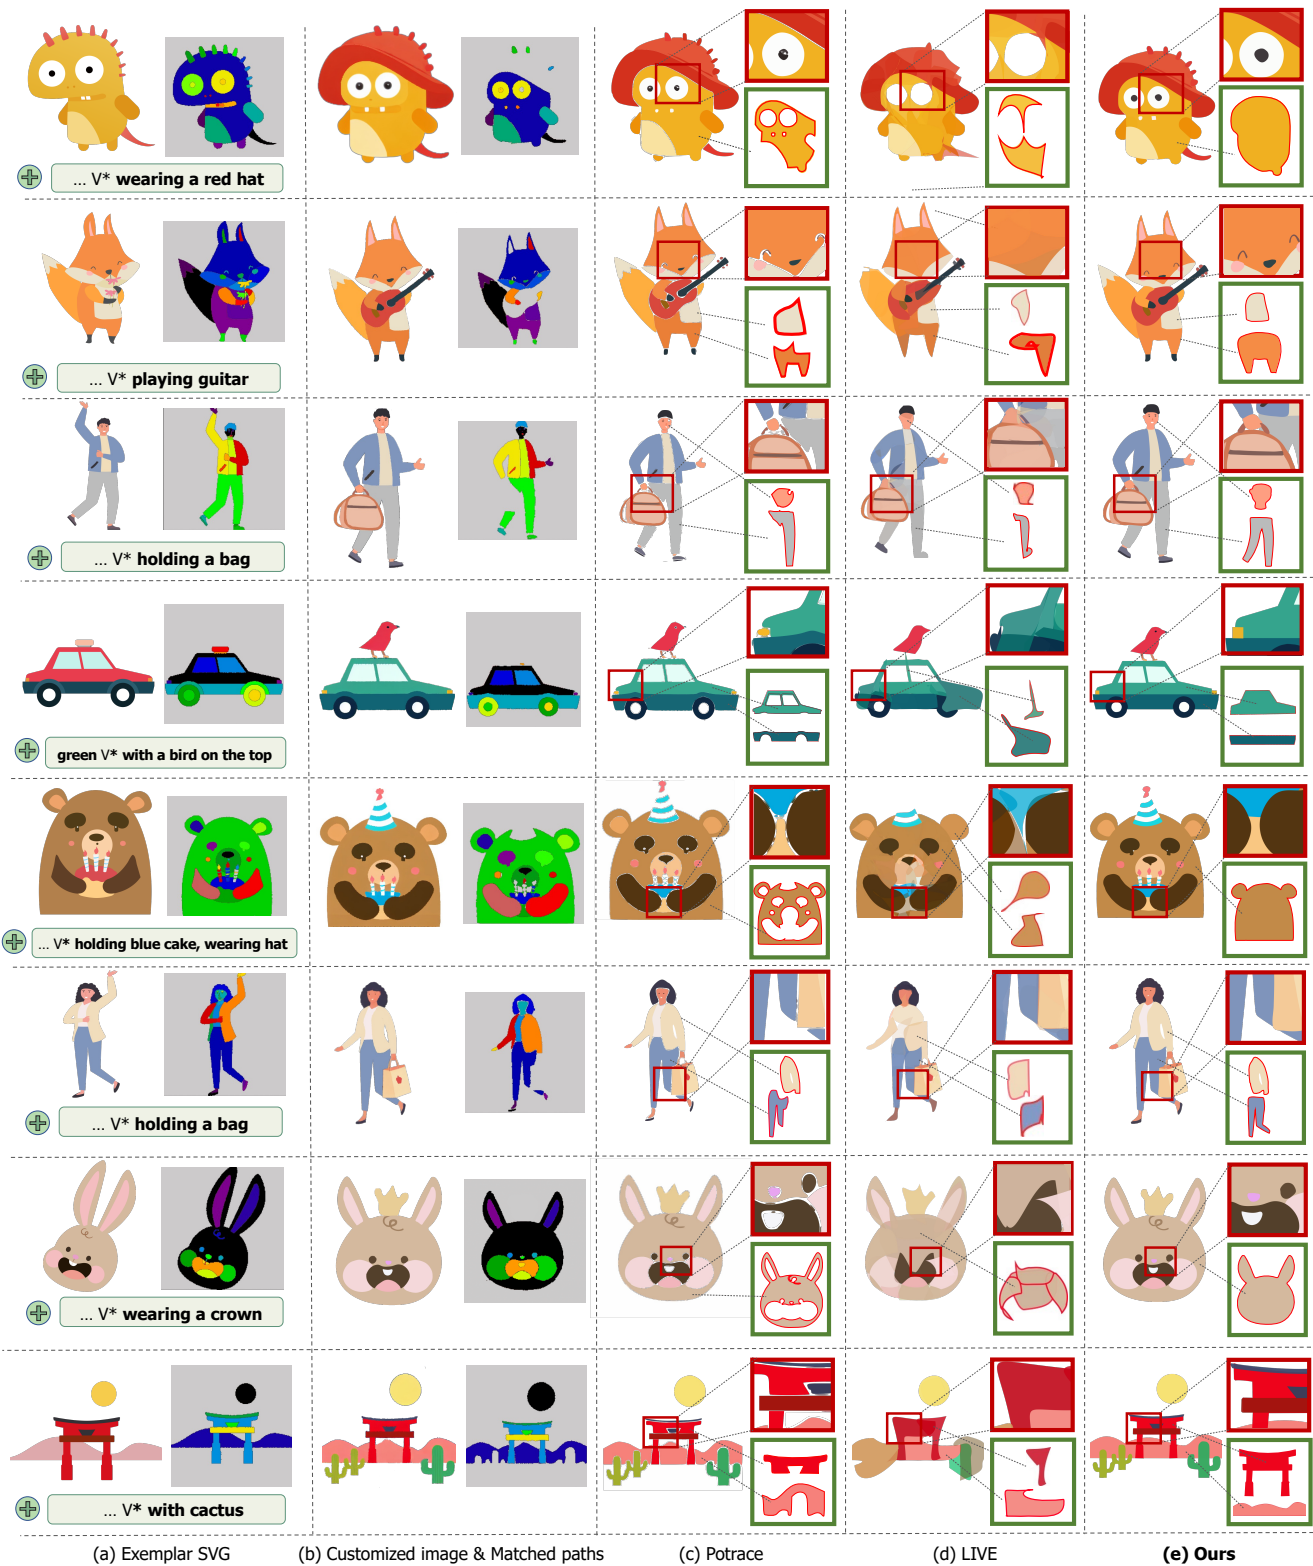 ... V* wearing a red hat
... V* playing guitar
... V* holding a bag
green V* with a bird on the top
... V* holding blue cake, wearing hat
... V* holding a bag
... V* wearing a crown
... V* with cactus
(a) Exemplar SVG (b) Customized image & Matched paths (c) Potrace (d) LIVE (e) Ours